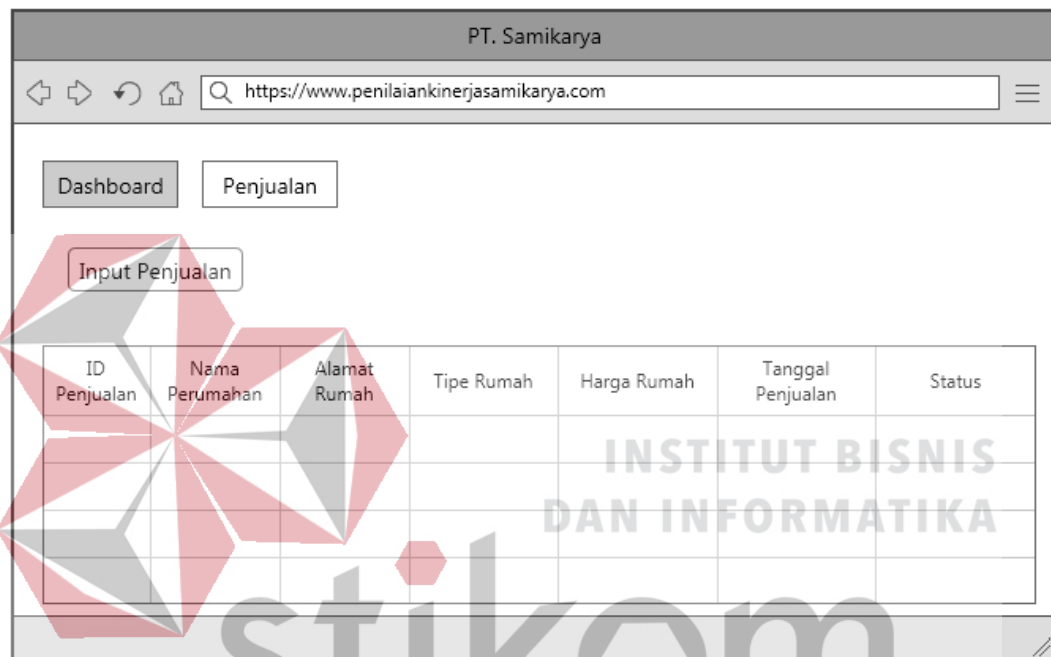 PT. Samikarya
https://www.penilaiankinerjasamikarya.com
Dashboard
Penjualan
Input Penjualan
ID
Penjualan
Nama
Perumahan
Alamat
Rumah
Tipe Rumah
Harga Rumah
Tanggal
Penjualan
Status
INSTITUT BISNIS
DAN INFORMATIKA
stikom